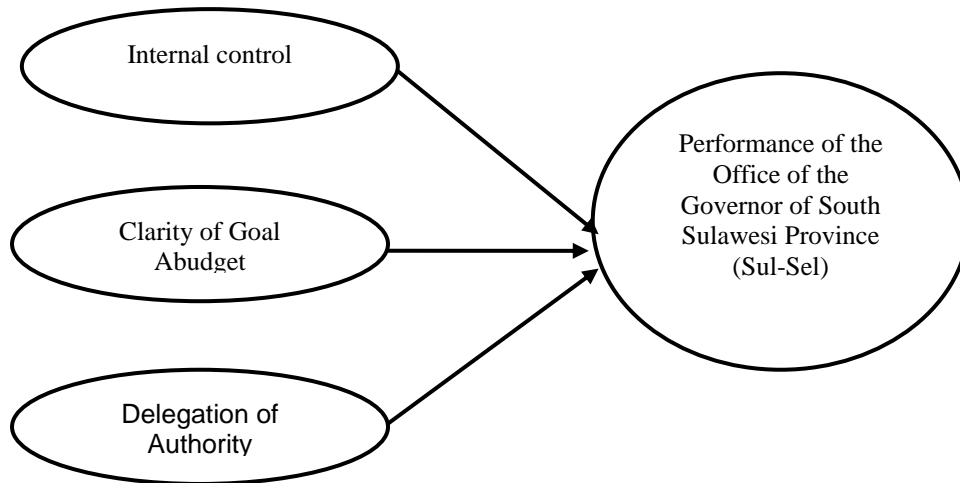 Internal control
Clarity of Goal
Abudget
Delegation of
Authority
Performance of the
Office of the
Governor of South
Sulawesi Province
(Sul-Sel)